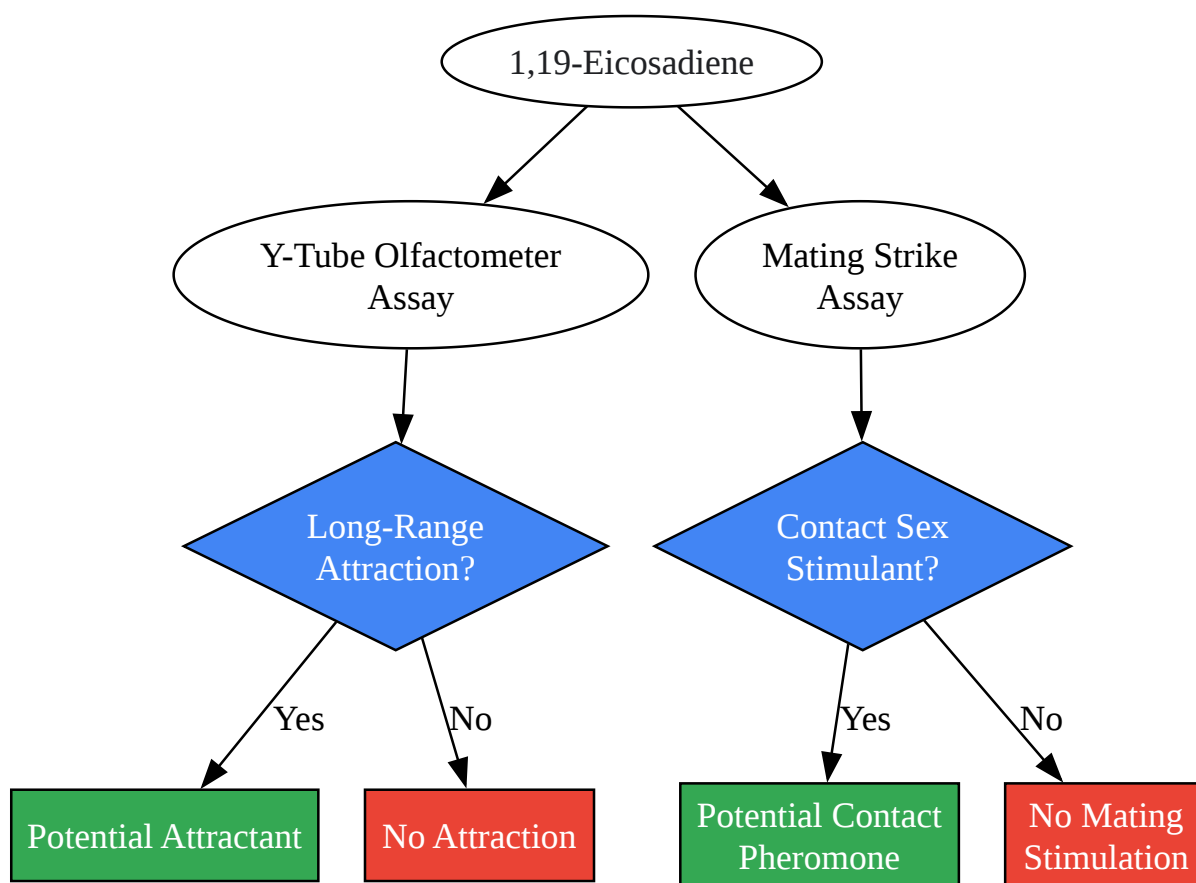 1,19-Eicosadiene
Y-Tube Olfactometer
Assay
Mating Strike
Assay
Long-Range
Attraction?
Contact Sex
Stimulant?
Yes
No
Yes
No
Potential Attractant
No Attraction
Potential Contact
Pheromone
No Mating
Stimulation